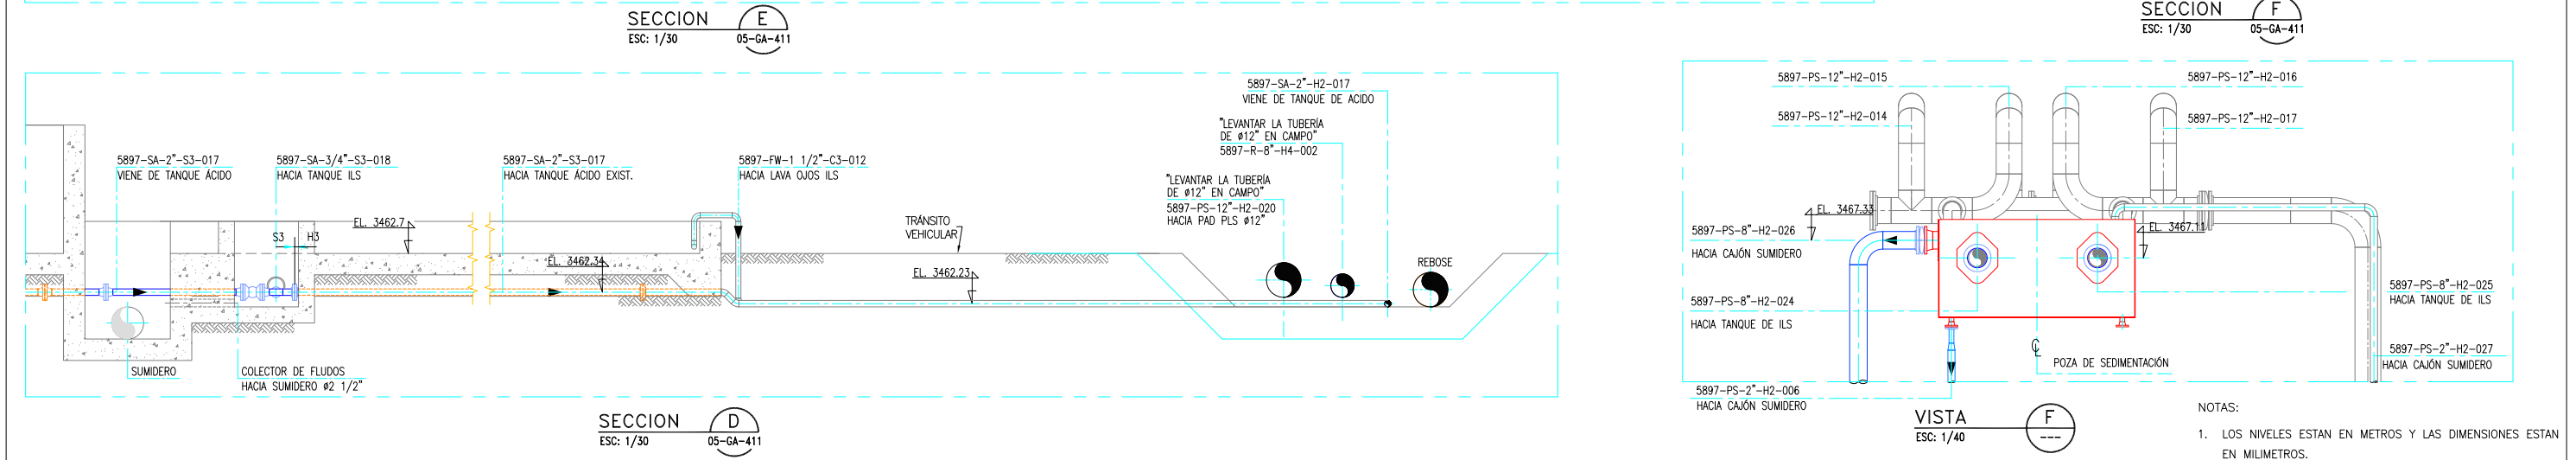 SECCION E
ESC: 1/30 05-GA-411
SECCION F
ESC: 1/30 05-GA-411
5897-SA-2"-S3-017
VIENE DE TANQUE ÁCIDO
5897-SA-3/4"-S3-018
HACIA TANQUE ILS
5897-SA-2"-S3-017
HACIA TANQUE ÁCIDO EXIST.
5897-FW-1 1/2"-C3-012
HACIA LAVA OJOS ILS
5897-SA-2"-H2-017
VIENE DE TANQUE DE ACIDO
"LEVANTAR LA TUBERÍA
DE ø12" EN CAMPO"
5897-R-8"-H4-002
"LEVANTAR LA TUBERÍA
DE ø12" EN CAMPO"
5897-PS-12"-H2-020
HACIA PAD PLS ø12"
EL. 3462.7
S3 H3
EL. 3462.34
TRÁNSITO
VEHICULAR
EL. 3462.23
REBOSE
SUMIDERO
COLECTOR DE FLUDOS
HACIA SUMIDERO ø2 1/2"
SECCION D
ESC: 1/30 05-GA-411
5897-PS-12"-H2-015
5897-PS-12"-H2-014
5897-PS-12"-H2-016
5897-PS-12"-H2-017
EL. 3467.33
5897-PS-8"-H2-026
HACIA CAJÓN SUMIDERO
EL. 3467.11
5897-PS-8"-H2-024
HACIA TANQUE DE ILS
5897-PS-8"-H2-025
HACIA TANQUE DE ILS
5897-PS-2"-H2-027
HACIA CAJÓN SUMIDERO
POZA DE SEDIMENTACIÓN
5897-PS-2"-H2-006
HACIA CAJÓN SUMIDERO
VISTA F
ESC: 1/40 ---
NOTAS:
1. LOS NIVELES ESTAN EN METROS Y LAS DIMENSIONES ESTAN
EN MILIMETROS.